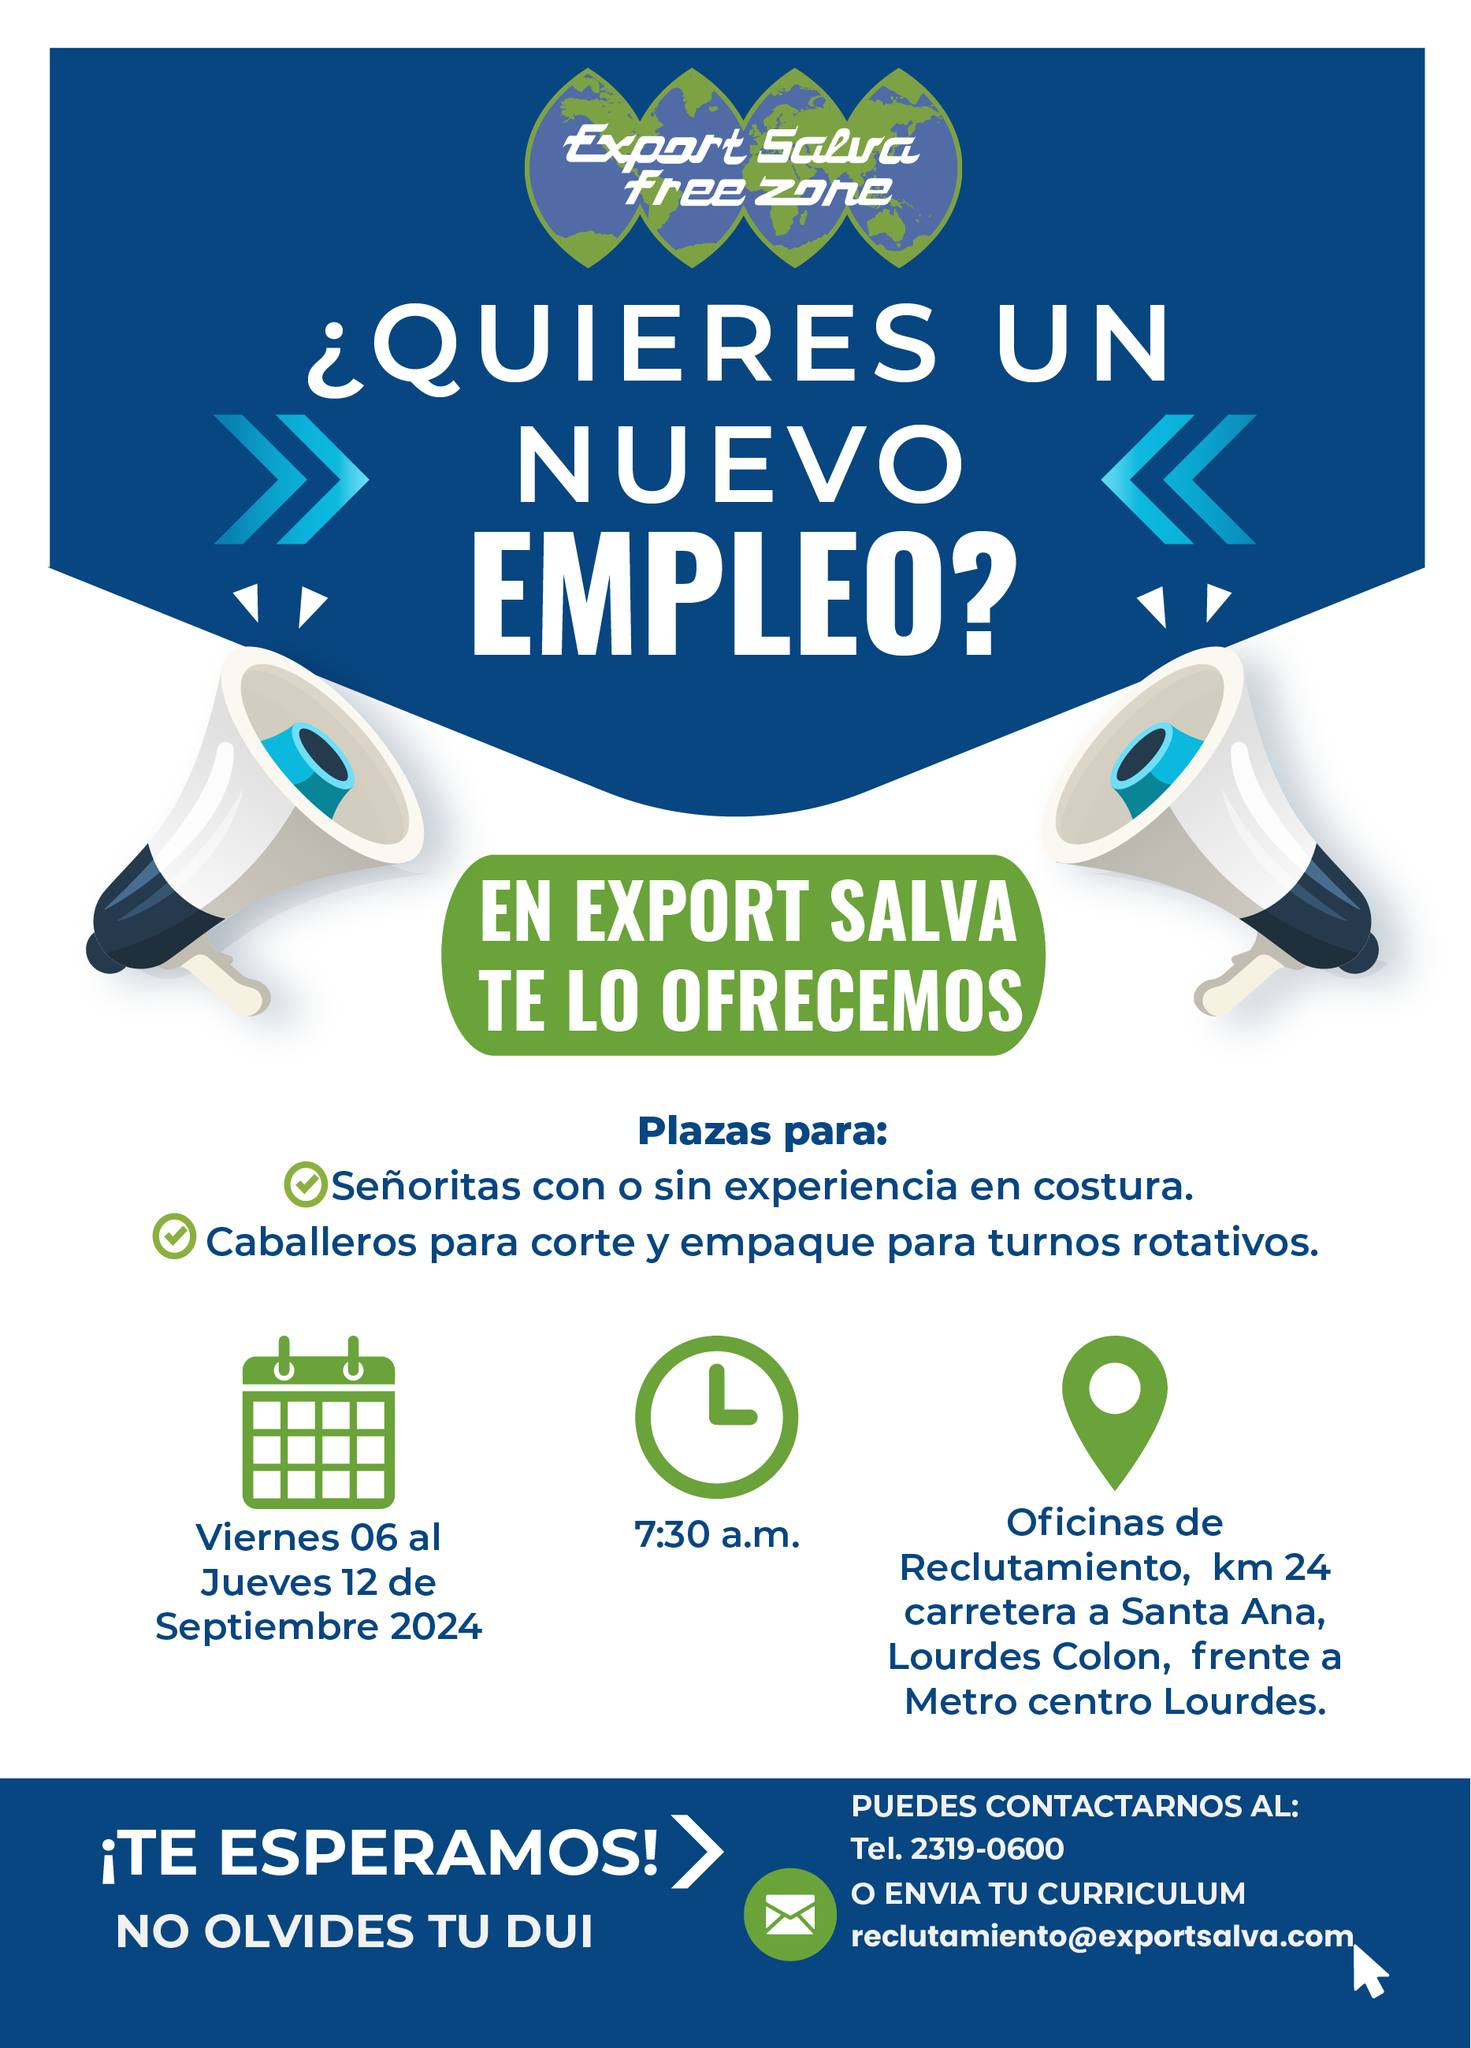 Export Salva
free zone
¿QUIERES UN
NUEVO
EMPLEO?
EN EXPORT SALVA
TE LO OFRECEMOS
Plazas para:
Señoritas con o sin experiencia en costura.
Caballeros para corte y empaque para turnos rotativos.
Viernes 06 al
Jueves 12 de
Septiembre 2024
7:30 a.m.
Oficinas de
Reclutamiento, km 24
carretera a Santa Ana,
Lourdes Colon, frente a
Metro centro Lourdes.
¡TE ESPERAMOS!
NO OLVIDES TU DUI
PUEDES CONTACTARNOS AL:
Tel. 2319-0600
O ENVIA TU CURRICULUM
reclutamiento@exportsalva.com